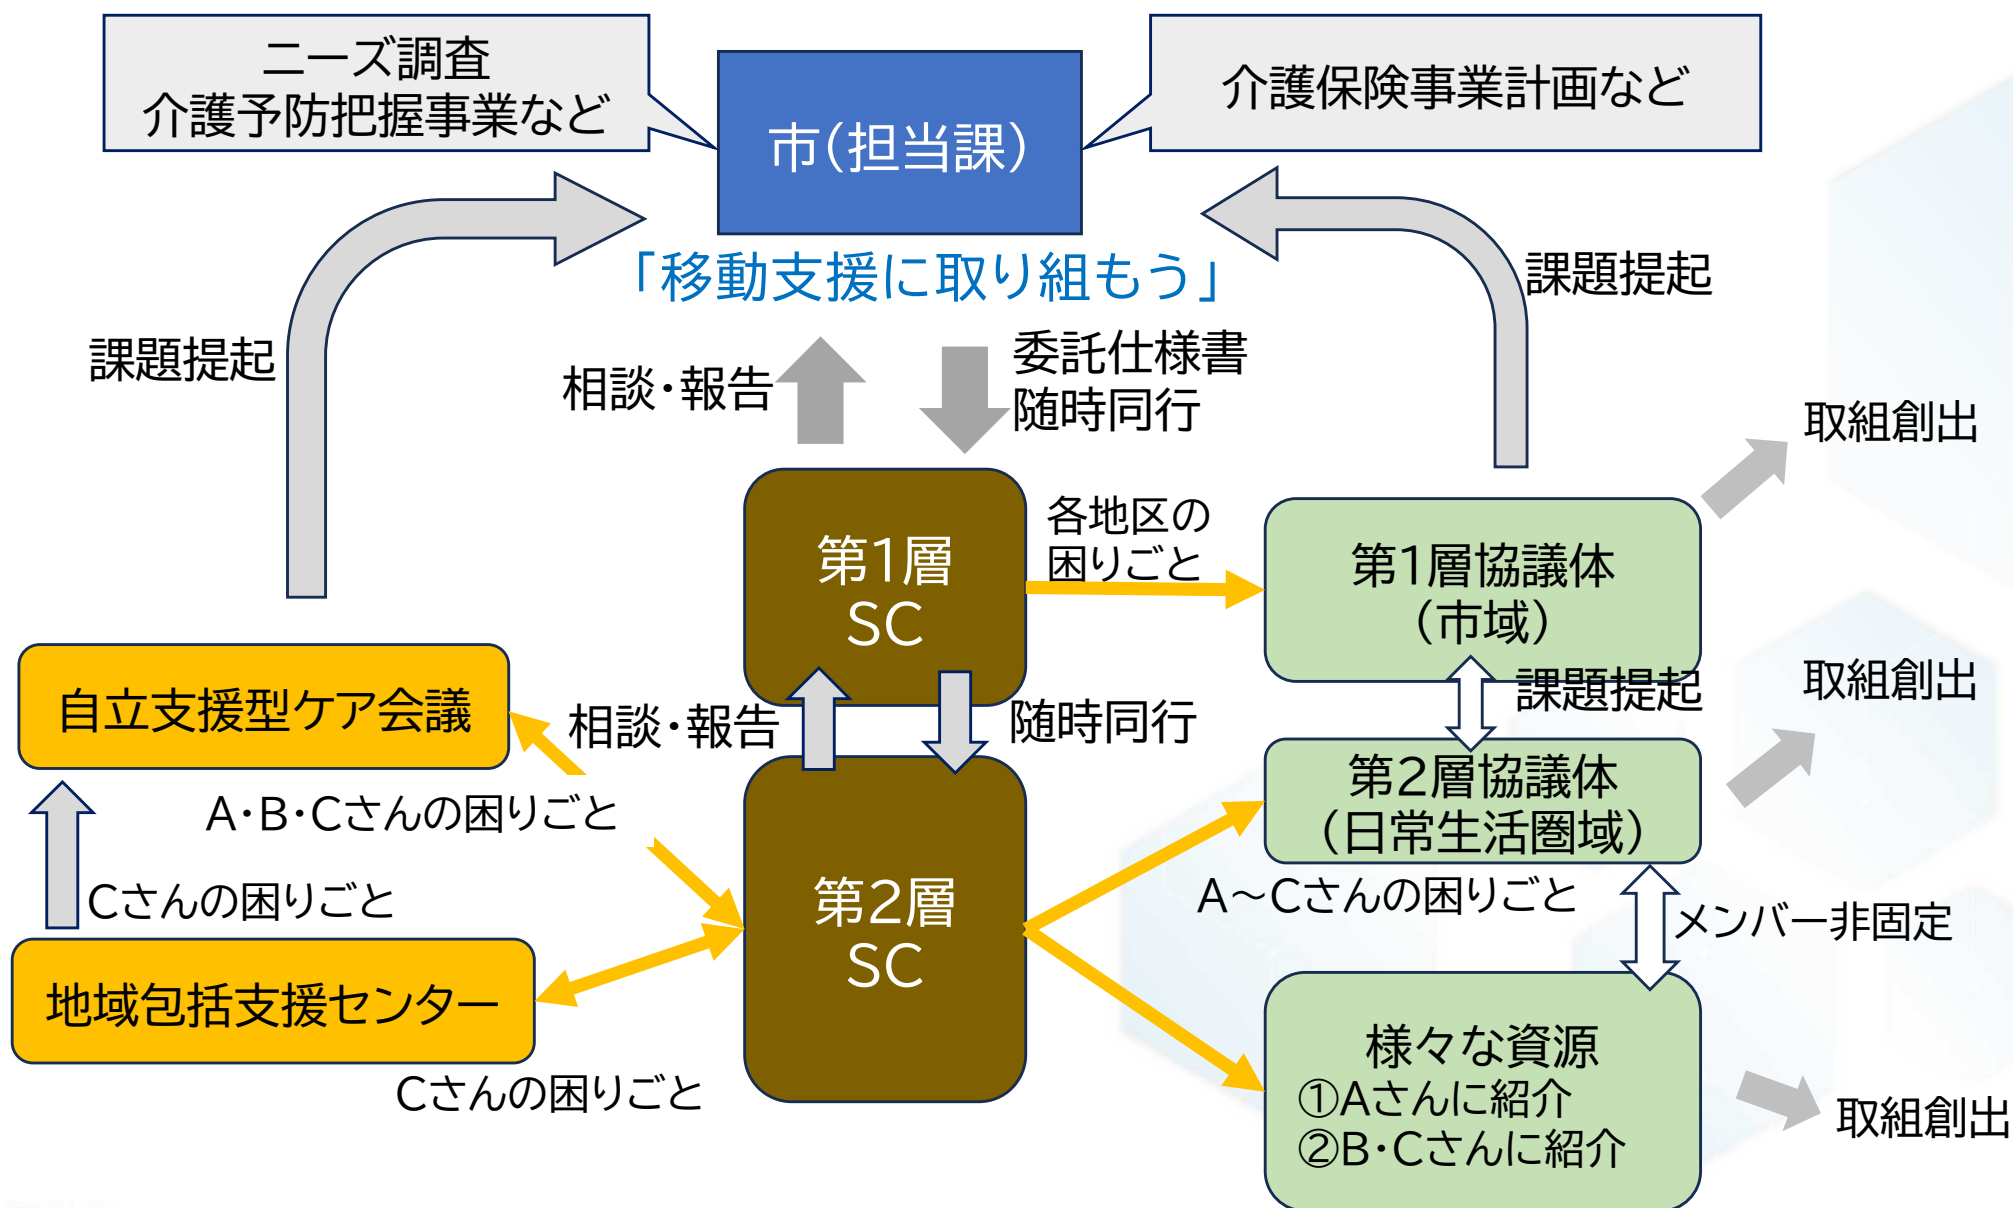 ニーズ調査
介護予防把握事業など
市(担当課)
介護保険事業計画など
「移動支援に取り組もう」
課題提起
課題提起
相談・報告
委託仕様書
随時同行
取組創出
第1層
SC
各地区の
困りごと
第1層協議体
(市域)
自立支援型ケア会議
相談・報告
随時同行
課題提起
取組創出
第2層協議体
(日常生活圏域)
A・B・Cさんの困りごと
Cさんの困りごと
第2層
SC
A～Cさんの困りごと
メンバー非固定
地域包括支援センター
Cさんの困りごと
様々な資源
①Aさんに紹介
②B・Cさんに紹介
取組創出